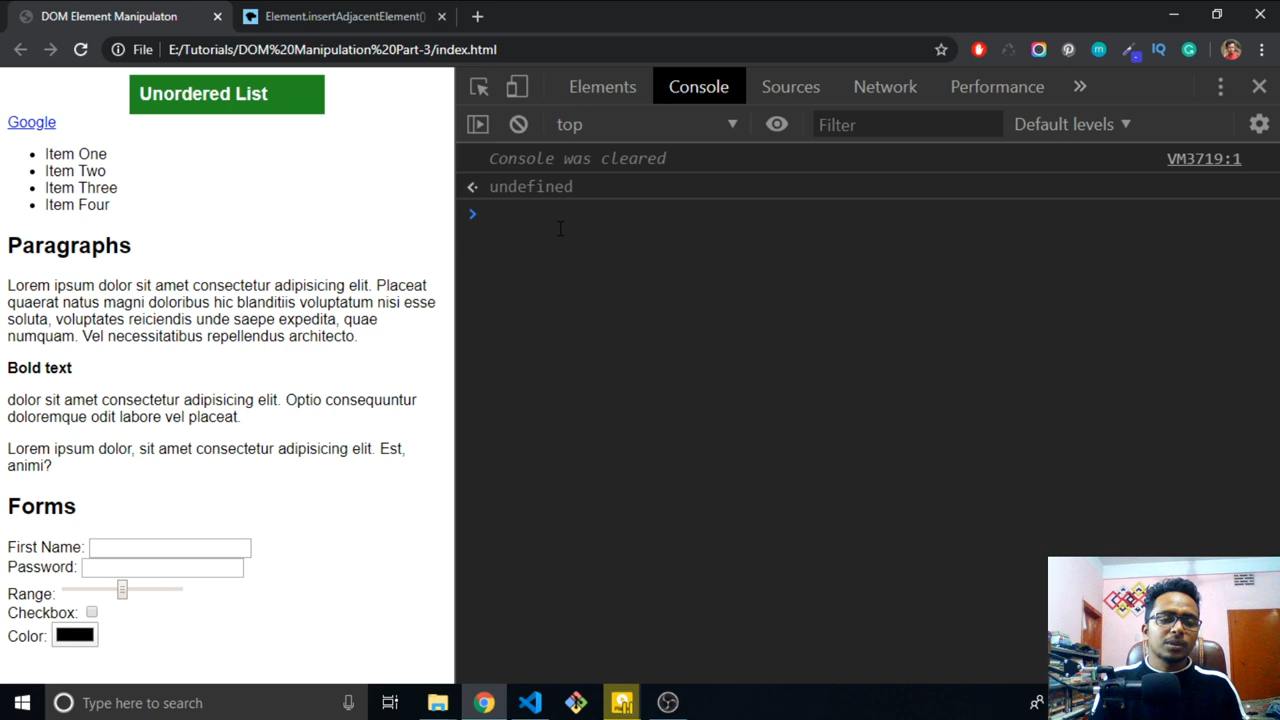 DOM Element Manipulaton
Element.insertAdjacentElement()
File
E:/Tutorials/DOM%20Manipulation%20Part-3/index.html
Unordered List
Google
Item One
Item Two
Item Three
Item Four
Paragraphs
Lorem ipsum dolor sit amet consectetur adipisicing elit. Placeat
quaerat natus magni doloribus hic blanditiis voluptatum nisi esse
soluta, voluptates reiciendis unde saepe expedita, quae
numquam. Vel necessitatibus repellendus architecto.
Bold text
dolor sit amet consectetur adipisicing elit. Optio consequuntur
doloremque odit labore vel placeat.
Lorem ipsum dolor, sit amet consectetur adipisicing elit. Est,
animi?
Forms
First Name:
Password:
Range:
Checkbox:
Color:
Elements
Console
Sources
Network
Performance
top
Filter
Default levels
Console was cleared
VM3719:1
undefined
Type here to search